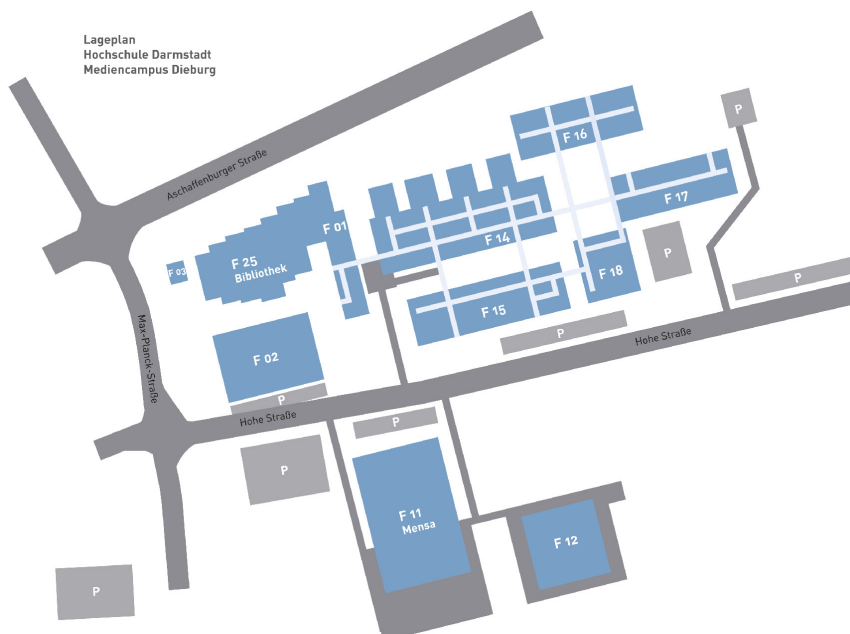 Lageplan
Hochschule Darmstadt
Mediencampus Dieburg
P
F 16
Aschaffenburger Straße
F 17
F 01
F 14
F 25
Bibliothek
F 03
P
F 18
P
F 15
P
Hohe Straße
Max-Planck-Straße
F 02
P
Hohe Straße
P
P
F 11
Mensa
F 12
P